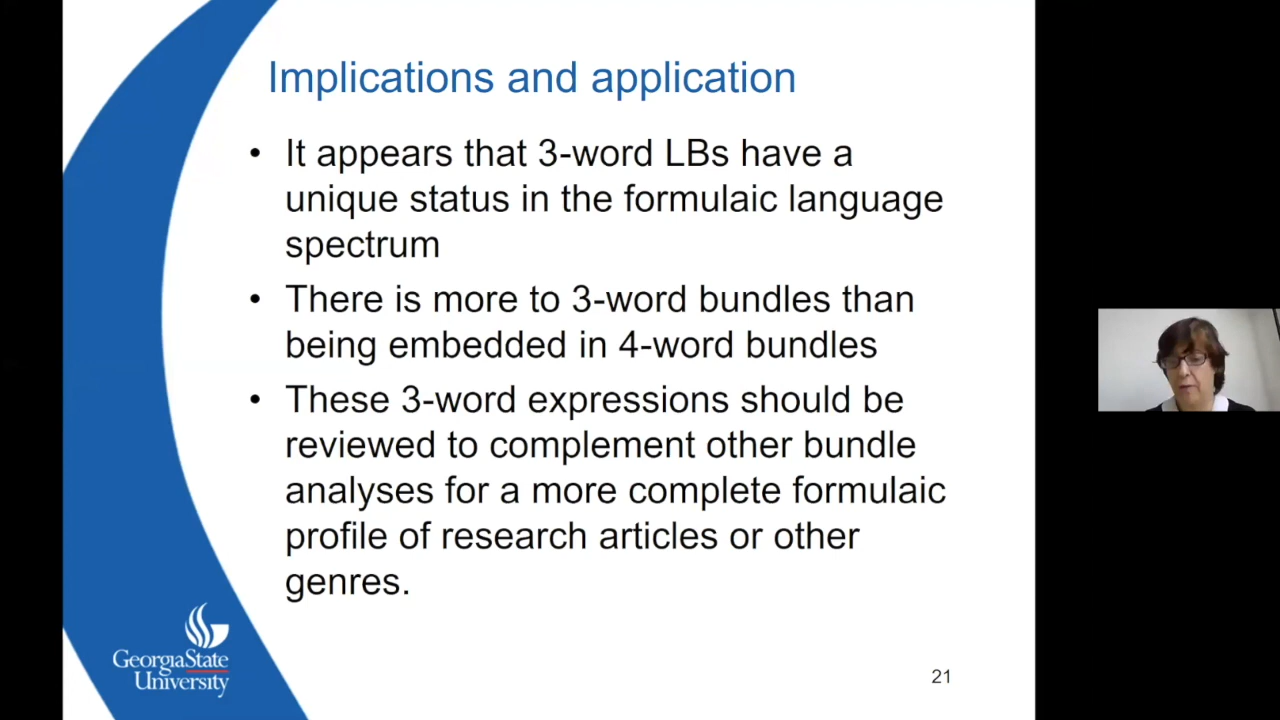 Implications and application
• It appears that 3-word LBs have a
unique status in the formulaic language
spectrum
• There is more to 3-word bundles than
being embedded in 4-word bundles
• These 3-word expressions should be
reviewed to complement other bundle
analyses for a more complete formulaic
profile of research articles or other
genres.
GeorgiaState
University
21